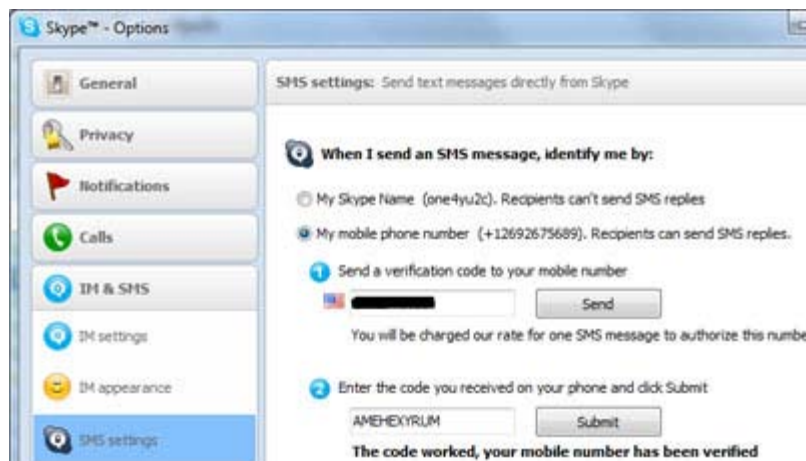 Skype™ - Options
General
Privacy
Notifications
Calls
IM & SMS
IM settings
IM appearance
SMS settings
SMS settings: Send text messages directly from Skype
When I send an SMS message, identify me by:
My Skype Name (one4yu2c). Recipients can't send SMS replies
My mobile phone number (+12692675689). Recipients can send SMS replies.
1 Send a verification code to your mobile number
Send
You will be charged our rate for one SMS message to authorize this numbe
2 Enter the code you received on your phone and click Submit
AMEHEXYRUM Submit
The code worked, your mobile number has been verified